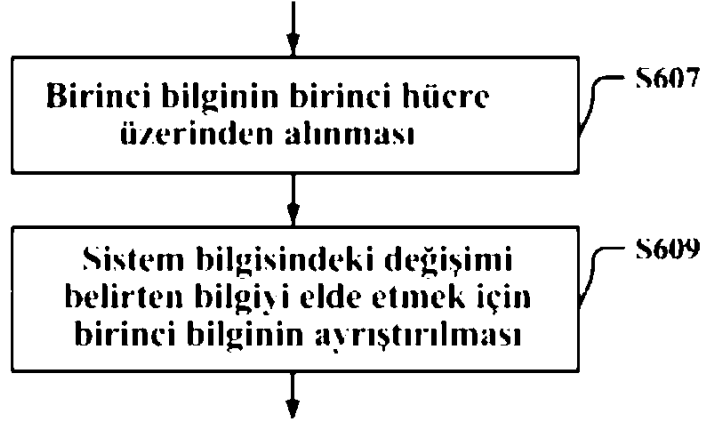 Birinci bilginin birinci hücre
üzerinden alınması
S607
Sistem bilgisindeki değişimi
belirten bilgiyi elde etmek için
birinci bilginin ayrıştırılması
S609